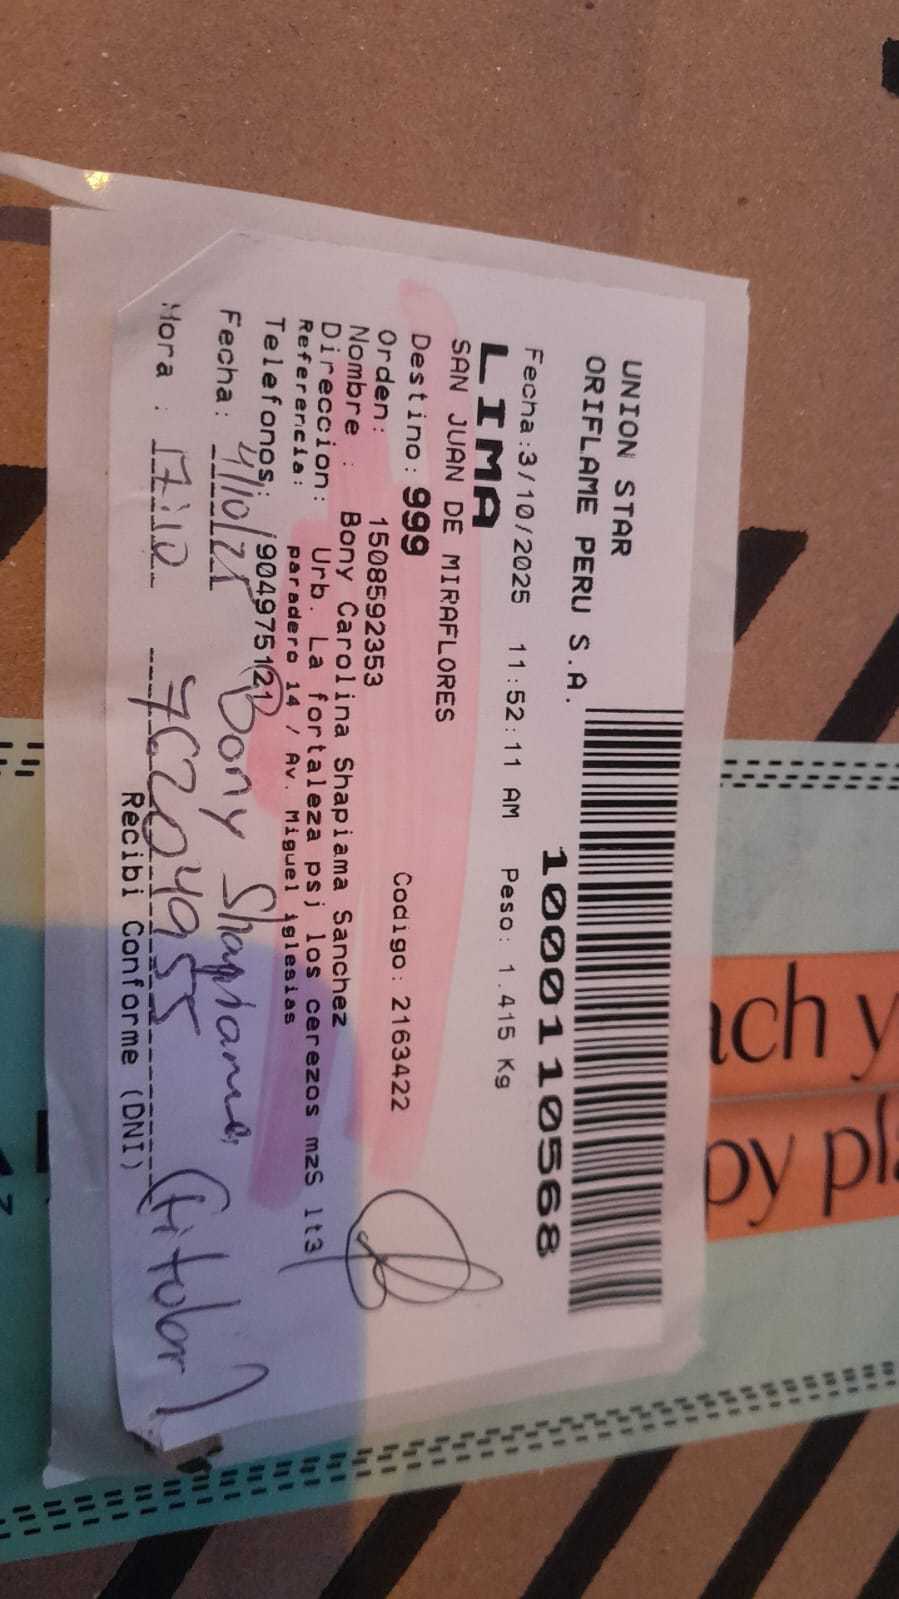 UNION STAR
ORIFLAME PERU S.A.
1000110568
Fecha:3/10/2025 11:52:11 AM Peso: 1.415 Kg
LIMA
SAN JUAN DE MIRAFLORES
Destino: 999 Codigo: 2163422
Orden: 1508592353
Nombre : Bony Carolina Shapiama Sanchez
Direccion: Urb. La fortaleza psj los cerezos mzS lt3
Referencia: paradero 14 / Av. Miguel iglesias
Telefonos: /904975121
Fecha: 4/10/25 Bony Shapiama
Hora : 17:10 76204955 (titular)
Recibi Conforme (DNI)
ach y
py pla